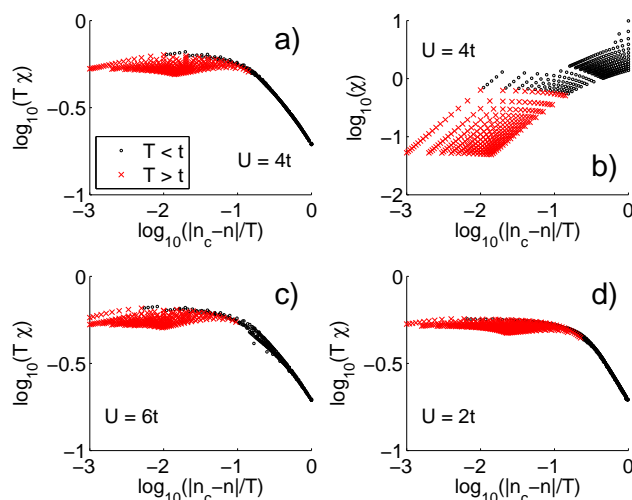 a)
log10(T χ)
0
−0.5
−1
−3 −2 −1 0
log10(|nc−n|/T)
T < t
T > t
U = 4t
b)
log10(χ)
1
0
−1
−2
−3 −2 −1 0
log10(|nc−n|/T)
U = 4t
c)
log10(T χ)
0
−0.5
−1
−3 −2 −1 0
log10(|nc−n|/T)
U = 6t
d)
log10(T χ)
0
−0.5
−1
−3 −2 −1 0
log10(|nc−n|/T)
U = 2t